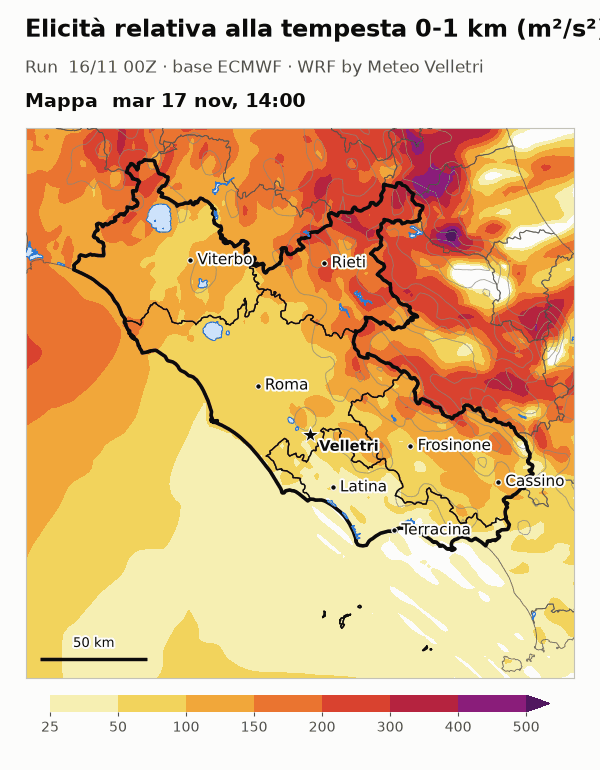 Elicità relativa alla tempesta 0-1 km (m²/s²)
Run  16/11 00Z · base ECMWF · WRF by Meteo Velletri
Mappa  mar 17 nov, 14:00
Viterbo
Rieti
Roma
Velletri
Frosinone
Cassino
Latina
Terracina
50 km
25 50 100 150 200 300 400 500